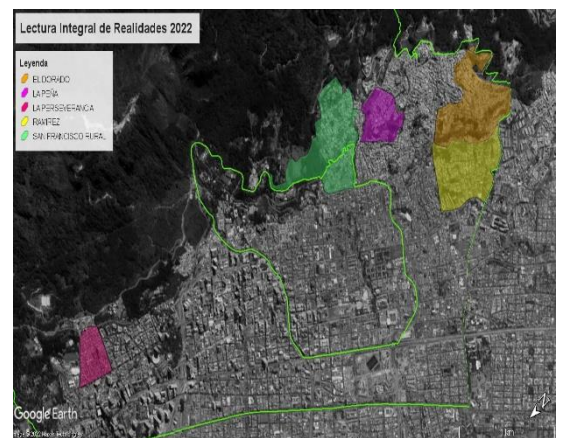 Lectura Integral de Realidades 2022
Leyenda
EL DORADO
LA PEÑA
LA PERSEVERANCIA
RAMIREZ
SAN FRANCISCO RURAL
Google Earth
N